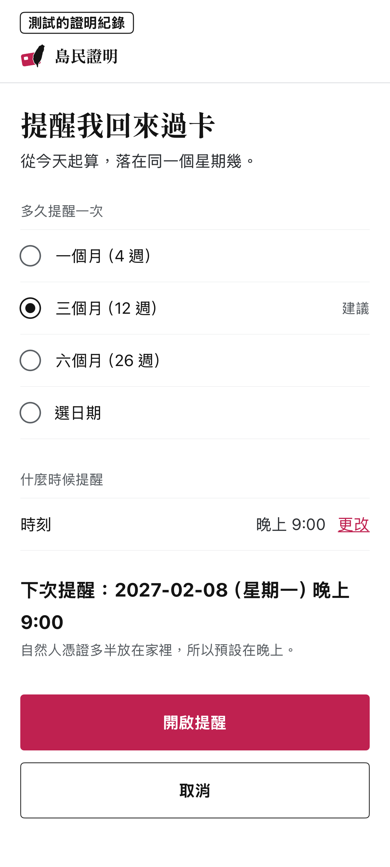 測試的證明紀錄
島民證明
提醒我回來過卡
從今天起算，落在同一個星期幾。
多久提醒一次
一個月（4 週）
三個月（12 週） 建議
六個月（26 週）
選日期
什麼時候提醒
時刻 晚上 9:00 更改
下次提醒：2027-02-08（星期一）晚上
9:00
自然人憑證多半放在家裡，所以預設在晚上。
開啟提醒
取消